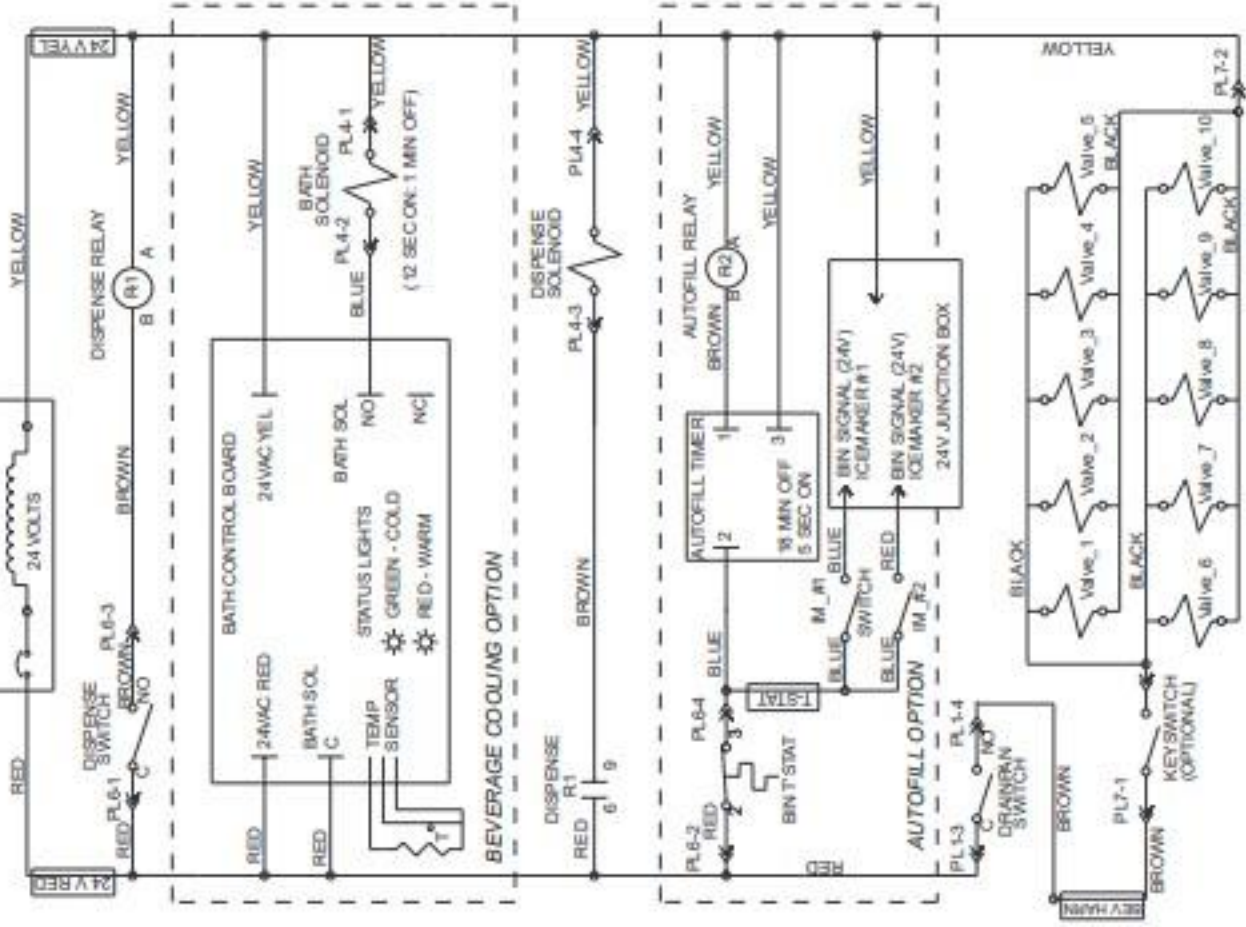 YELLOW
24 VOLTS
RED
24 V YEL
24 V RED
DISPENSE RELAY
YELLOW
A
R1
B
BROWN
PL6-3
BROWN
NO
DISPENSE
SWITCH
C
PL6-1
RED
BATH CONTROL BOARD
24VAC RED
24VAC YEL
YELLOW
RED
BATH SOL
C
RED
BATH SOL
NO
NC
STATUS LIGHTS
GREEN - COLD
RED - WARM
TEMP
SENSOR
T
BLUE
PL4-2
BATH
SOLENOID
PL4-1
YELLOW
(12 SEC ON: 1 MIN OFF)
BEVERAGE COOLING OPTION
DISPENSE
R1
RED
6
9
BROWN
PL4-3
DISPENSE
SOLENOID
PL4-4
YELLOW
PL6-2
RED
2
3
PL6-4
BIN T'STAT
BLUE
AUTOFILL TIMER
2
1
3
18 MIN OFF
5 SEC ON
BROWN
AUTOFILL RELAY
B
R2
A
YELLOW
YELLOW
T-STAT
BLUE
IM_#1
BLUE
SWITCH
BLUE
IM_#2
RED
BIN SIGNAL (24V)
ICEMAKER #1
BIN SIGNAL (24V)
ICEMAKER #2
24V JUNCTION BOX
YELLOW
AUTOFILL OPTION
RED
PL1-3
C
DRAINPAN
SWITCH
NO
PL1-4
BROWN
BEV HARN
BROWN
PL7-1
KEYSWITCH
(OPTIONAL)
BLACK
Valve_1
Valve_2
Valve_3
Valve_4
Valve_5
BLACK
BLACK
Valve_6
Valve_7
Valve_8
Valve_9
Valve_10
BLACK
YELLOW
PL7-2